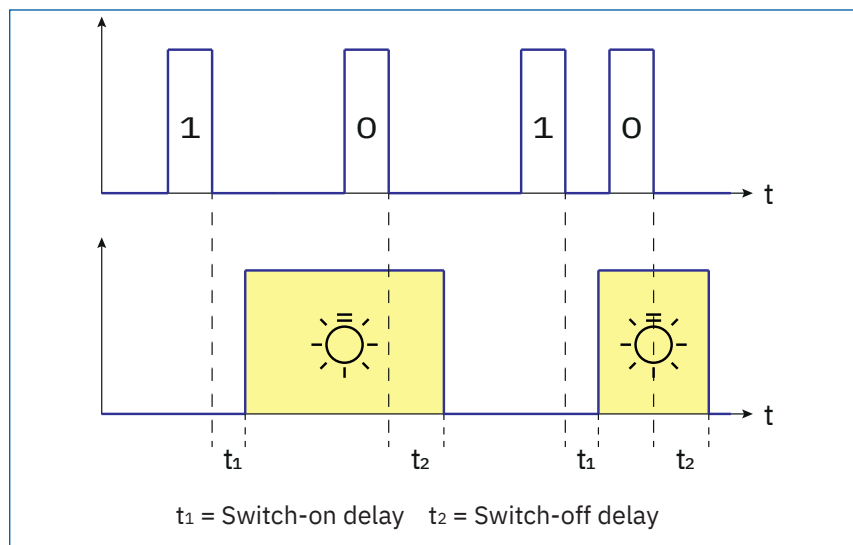 1 0 1 0
t
t
t₁ t₂ t₁ t₂
t₁ = Switch-on delay t₂ = Switch-off delay